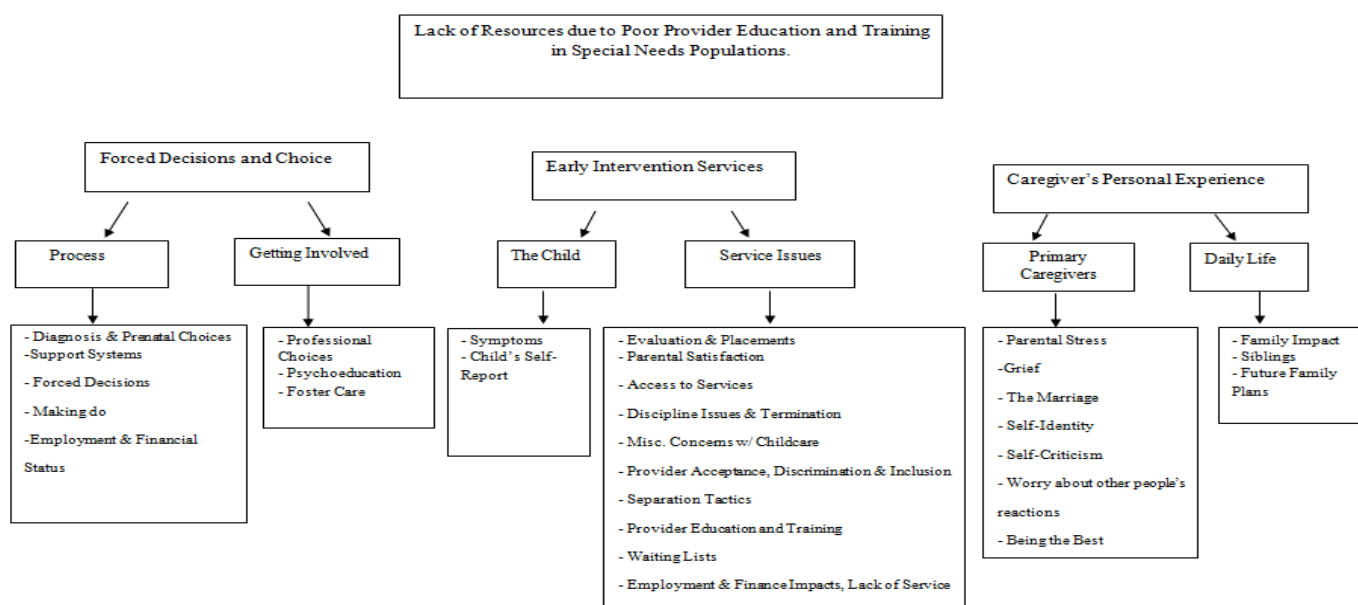 Lack of Resources due to Poor Provider Education and Training
in Special Needs Populations.
Forced Decisions and Choice
Early Intervention Services
Caregiver's Personal Experience
Process
Getting Involved
The Child
Service Issues
Primary
Caregivers
Daily Life
- Diagnosis & Prenatal Choices
-Support Systems
- Forced Decisions
- Making do
-Employment & Financial
Status
- Professional
Choices
- Psychoeducation
- Foster Care
- Symptoms
- Child's Self-
Report
- Evaluation & Placements
- Parental Satisfaction
- Access to Services
- Discipline Issues & Termination
- Misc. Concerns w/ Childcare
- Provider Acceptance, Discrimination & Inclusion
- Separation Tactics
- Provider Education and Training
- Waiting Lists
- Employment & Finance Impacts, Lack of Service
- Parental Stress
-Grief
- The Marriage
- Self-Identity
- Self-Criticism
- Worry about other people's
reactions
- Being the Best
- Family Impact
- Siblings
- Future Family
Plans